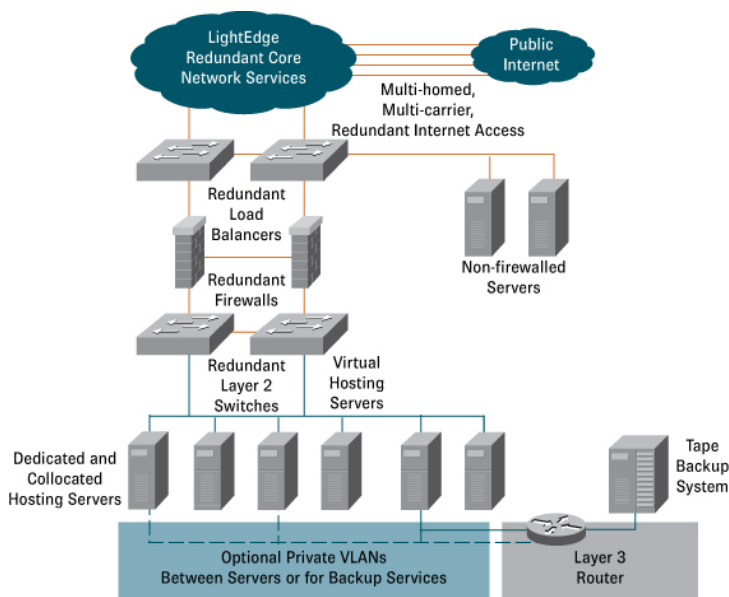 LightEdge
Redundant Core
Network Services
Public
Internet
Multi-homed,
Multi-carrier,
Redundant Internet Access
Redundant
Load
Balancers
Non-firewalled
Servers
Redundant
Firewalls
Redundant
Layer 2
Switches
Virtual
Hosting
Servers
Dedicated and
Collocated
Hosting Servers
Tape
Backup
System
Optional Private VLANs
Between Servers or for Backup Services
Layer 3
Router